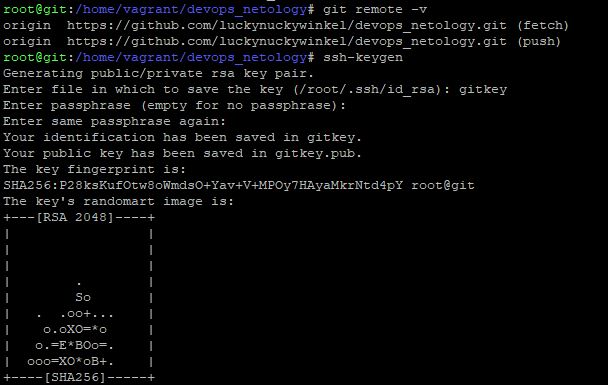 root@git:/home/vagrant/devops_netology# git remote -v
origin  https://github.com/luckynuckywinkel/devops_netology.git (fetch)
origin  https://github.com/luckynuckywinkel/devops_netology.git (push)
root@git:/home/vagrant/devops_netology# ssh-keygen
Generating public/private rsa key pair.
Enter file in which to save the key (/root/.ssh/id_rsa): gitkey
Enter passphrase (empty for no passphrase):
Enter same passphrase again:
Your identification has been saved in gitkey.
Your public key has been saved in gitkey.pub.
The key fingerprint is:
SHA256:P28ksKufOtw8oWmdsO+Yav+V+MPOy7HAyaMkrNtd4pY root@git
The key's randomart image is:
+---[RSA 2048]----+
|                 |
|                 |
|                 |
|        .        |
|        So       |
|   .  .oo+...    |
|    o.oXO=*o     |
|   o.=E*BOo=.    |
|  ooo=XO*oB+.    |
+----[SHA256]-----+